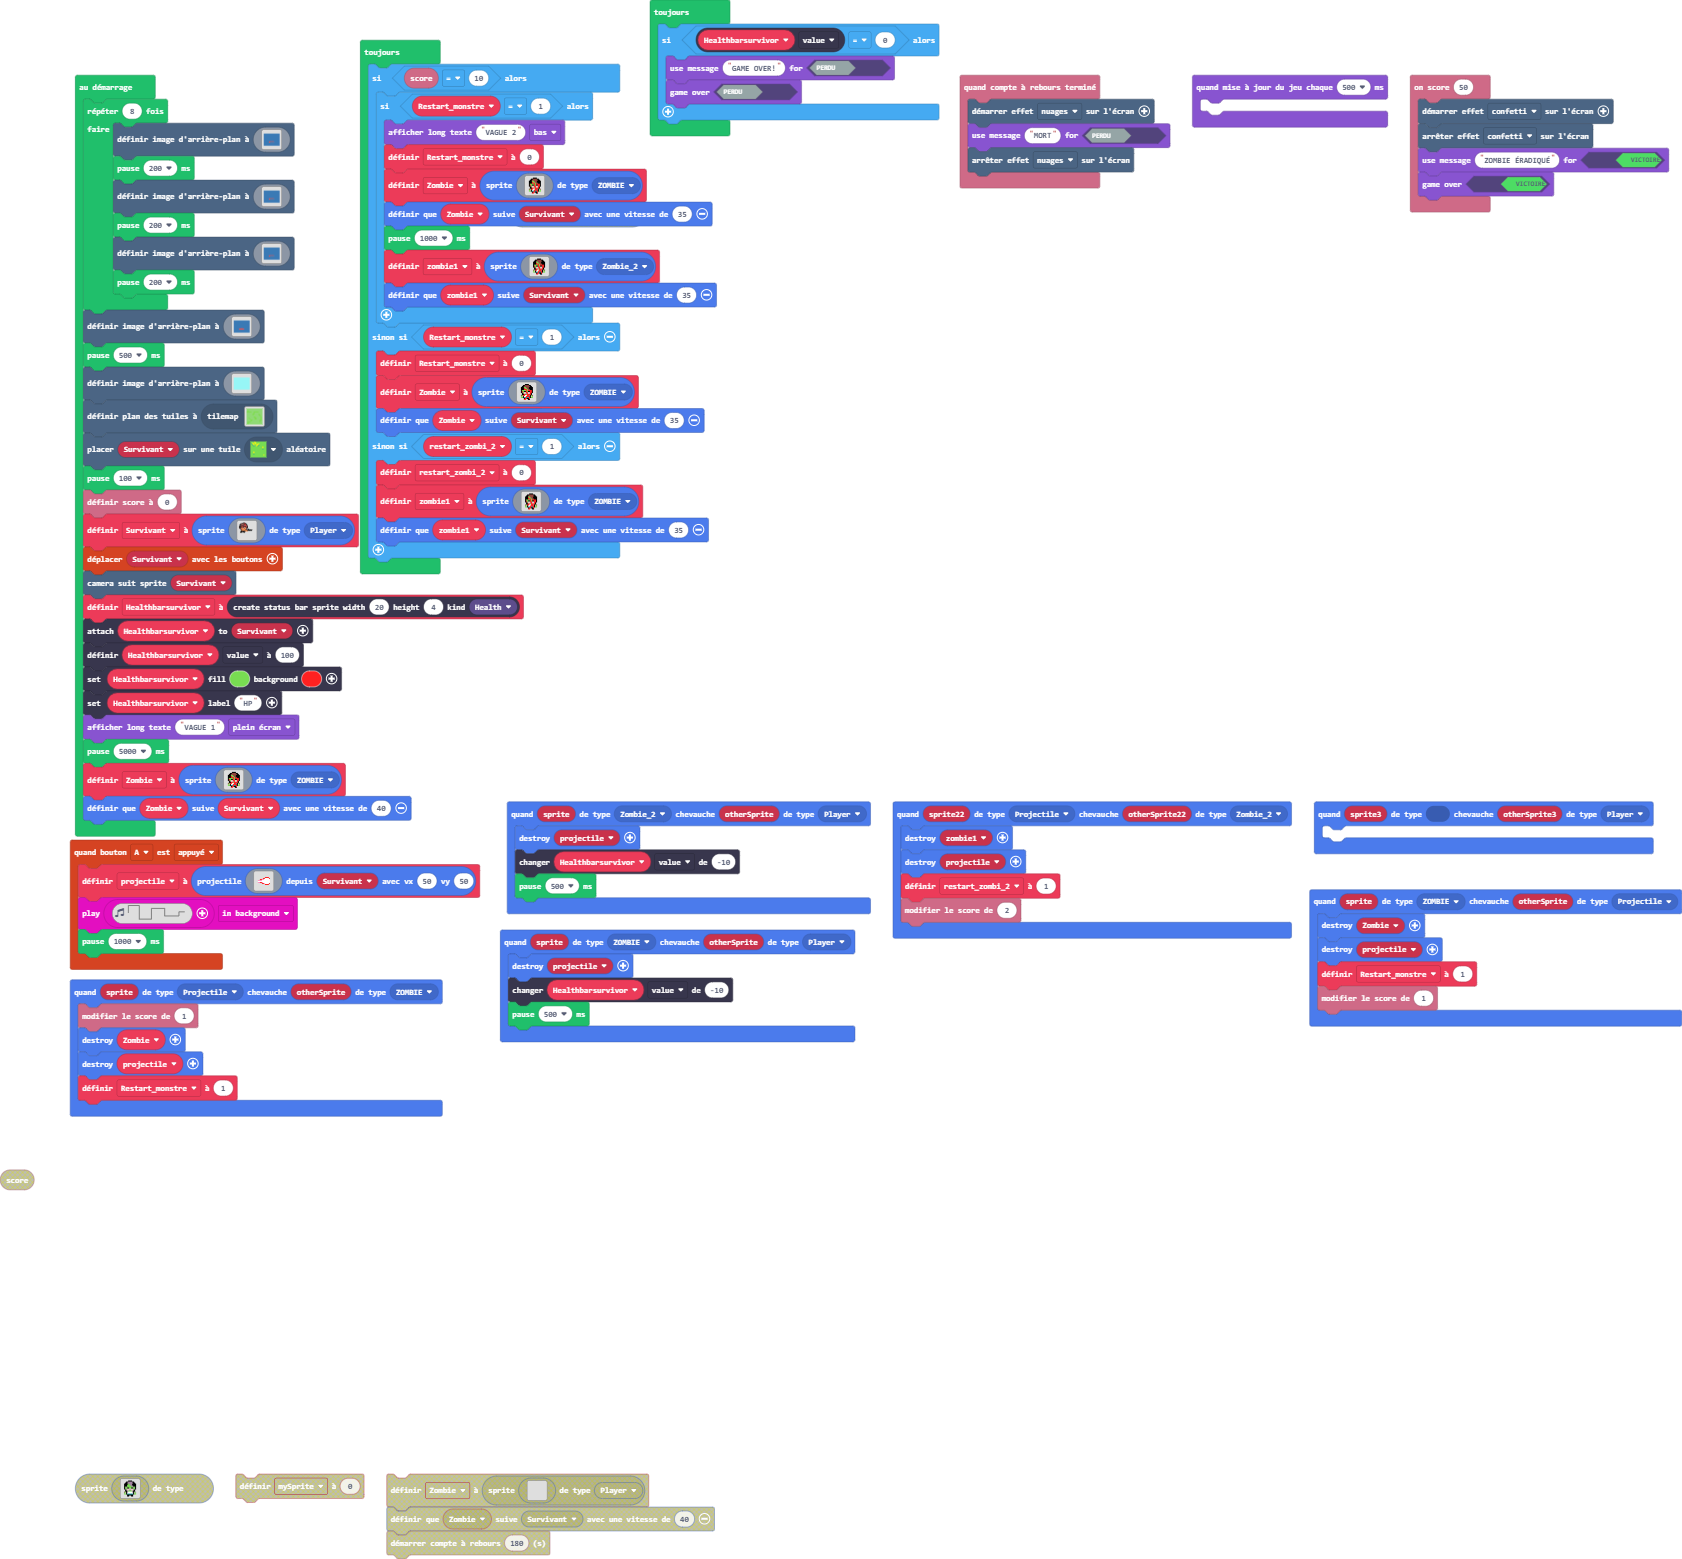 au démarrage
répéter 8 fois
faire
définir image d'arrière-plan à
pause 200 ms
définir image d'arrière-plan à
pause 200 ms
définir image d'arrière-plan à
pause 200 ms
définir image d'arrière-plan à
pause 500 ms
définir image d'arrière-plan à
définir plan des tuiles à tilemap
placer Survivant sur une tuile aléatoire
pause 100 ms
définir score à 0
définir Survivant à sprite de type Player
déplacer Survivant avec les boutons
camera suit sprite Survivant
définir Healthbarsurvivor à create status bar sprite width 20 height 4 kind Health
attach Healthbarsurvivor to Survivant
définir Healthbarsurvivor value à 100
set Healthbarsurvivor fill background
set Healthbarsurvivor label "HP"
afficher long texte "VAGUE 1" plein écran
pause 5000 ms
définir Zombie à sprite de type ZOMBIE
définir que Zombie suive Survivant avec une vitesse de 40
toujours
si score = 10 alors
si Restart_monstre = 1 alors
afficher long texte "VAGUE 2" bas
définir Restart_monstre à 0
définir Zombie à sprite de type ZOMBIE
définir que Zombie suive Survivant avec une vitesse de 35
pause 1000 ms
définir zombie1 à sprite de type Zombie_2
définir que zombie1 suive Survivant avec une vitesse de 35
sinon si Restart_monstre = 1 alors
définir Restart_monstre à 0
définir Zombie à sprite de type ZOMBIE
définir que Zombie suive Survivant avec une vitesse de 35
sinon si restart_zombi_2 = 1 alors
définir restart_zombi_2 à 0
définir zombie1 à sprite de type ZOMBIE
définir que zombie1 suive Survivant avec une vitesse de 35
toujours
si Healthbarsurvivor value = 0 alors
use message "GAME OVER!" for PERDU
game over PERDU
quand compte à rebours terminé
démarrer effet nuages sur l'écran
use message "MORT" for PERDU
arrêter effet nuages sur l'écran
quand mise à jour du jeu chaque 500 ms
on score 50
démarrer effet confetti sur l'écran
arrêter effet confetti sur l'écran
use message "ZOMBIE ÉRADIQUÉ" for VICTOIRE
game over VICTOIRE
quand bouton A est appuyé
définir projectile à projectile depuis Survivant avec vx 50 vy 50
play in background
pause 1000 ms
quand sprite de type Projectile chevauche otherSprite de type ZOMBIE
modifier le score de 1
destroy Zombie
destroy projectile
définir Restart_monstre à 1
quand sprite de type Zombie_2 chevauche otherSprite de type Player
destroy projectile
changer Healthbarsurvivor value de -10
pause 500 ms
quand sprite de type ZOMBIE chevauche otherSprite de type Player
destroy projectile
changer Healthbarsurvivor value de -10
pause 500 ms
quand sprite22 de type Projectile chevauche otherSprite22 de type Zombie_2
destroy zombie1
destroy projectile
définir restart_zombi_2 à 1
modifier le score de 2
quand sprite3 de type chevauche otherSprite3 de type Player
quand sprite de type ZOMBIE chevauche otherSprite de type Projectile
destroy Zombie
destroy projectile
définir Restart_monstre à 1
modifier le score de 1
score
sprite de type
définir mySprite à 0
définir Zombie à sprite de type Player
définir que Zombie suive Survivant avec une vitesse de 40
démarrer compte à rebours 180 (s)